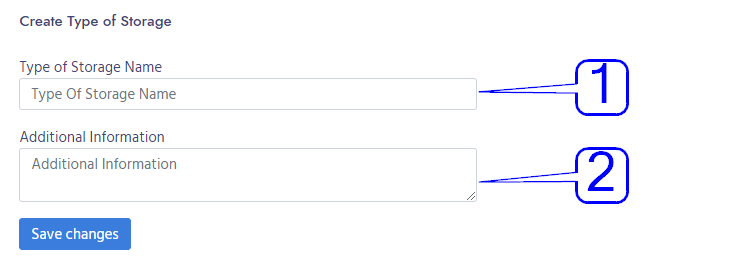 Create Type of Storage
Type of Storage Name
Type Of Storage Name
1
Additional Information
Additional Information
2
Save changes